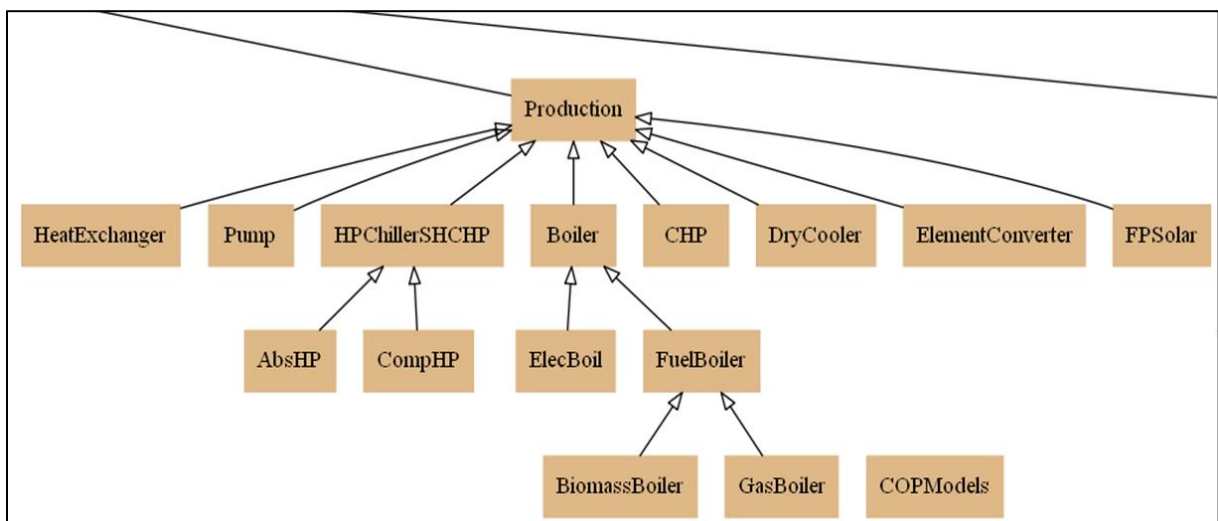 Production
HeatExchanger
Pump
HPChillerSHCHP
Boiler
CHP
DryCooler
ElementConverter
FPSolar
AbsHP
CompHP
ElecBoil
FuelBoiler
BiomassBoiler
GasBoiler
COPModels